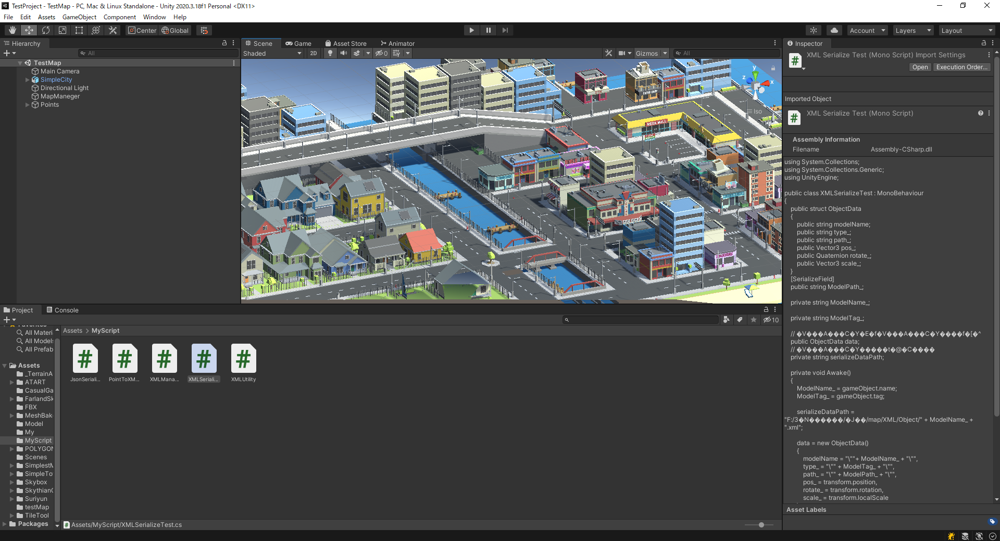 TestProject - TestMap - PC, Mac & Linux Standalone - Unity 2020.3.18f1 Personal <DX11>
File Edit Assets GameObject Component Window Help
Center Global Account Layers Layout
Hierarchy
All
TestMap
Main Camera
SimpleCity
Directional Light
MapManeger
Points
Scene Game Asset Store Animator
Shaded 2D 0 Gizmos All
y
z x
Iso
MEGA MALL
COFFEE SHOP
Inspector
XML Serialize Test (Mono Script) Import Settings
Open Execution Order...
Imported Object
XML Serialize Test (Mono Script)
Assembly Information
Filename Assembly-CSharp.dll
using System.Collections;
using System.Collections.Generic;
using UnityEngine;
public class XMLSerializeTest : MonoBehaviour
{
public struct ObjectData
{
public string modelName;
public string type_;
public string path_;
public Vector3 pos_;
public Quaternion rotate_;
public Vector3 scale_;
}
[SerializeField]
public string ModelPath_;
private string ModelName_;
private string ModelTag_;
// �V���A���C�Y�E�f�V���A���C�Y����f�[�^
public ObjectData data;
// �V���A���C�Y�����t�@�C����
private string serializeDataPath;
private void Awake()
{
ModelName_ = gameObject.name;
ModelTag_ = gameObject.tag;
serializeDataPath =
"F:/3�N������/�J��/map/XML/Object/" + ModelName_ +
".xml";
data = new ObjectData()
{
modelName = "\""+ ModelName_ + "\"",
type_ = "\"" + ModelTag_ + "\"",
path_ = "\"" + ModelPath_ + "\"",
pos_ = transform.position,
rotate_ = transform.rotation,
scale_ = transform.localScale
Asset Labels
Project Console
10
Favorites
All Materi
All Models
All Prefab
Assets
_TerrainA
ATART
CasualGa
FarlandSk
FBX
MeshBak
Model
My
MyScript
POLYGON
Scenes
SimplestM
SimpleTo
Skybox
SkythianC
Suriyun
testMap
TileTool
Packages
Assets > MyScript
JsonSeriali... PointToXM... XMLMana... XMLSeriali... XMLUtility
Assets/MyScript/XMLSerializeTest.cs